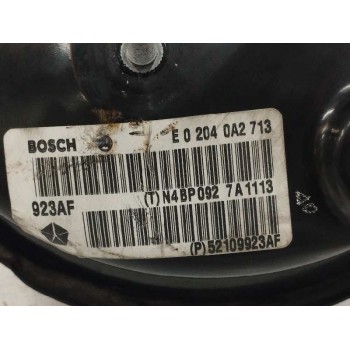 BOSCH E 0 204 0A2 713
923AF (T) N4BP092 7A1113
(P) 52109923AF